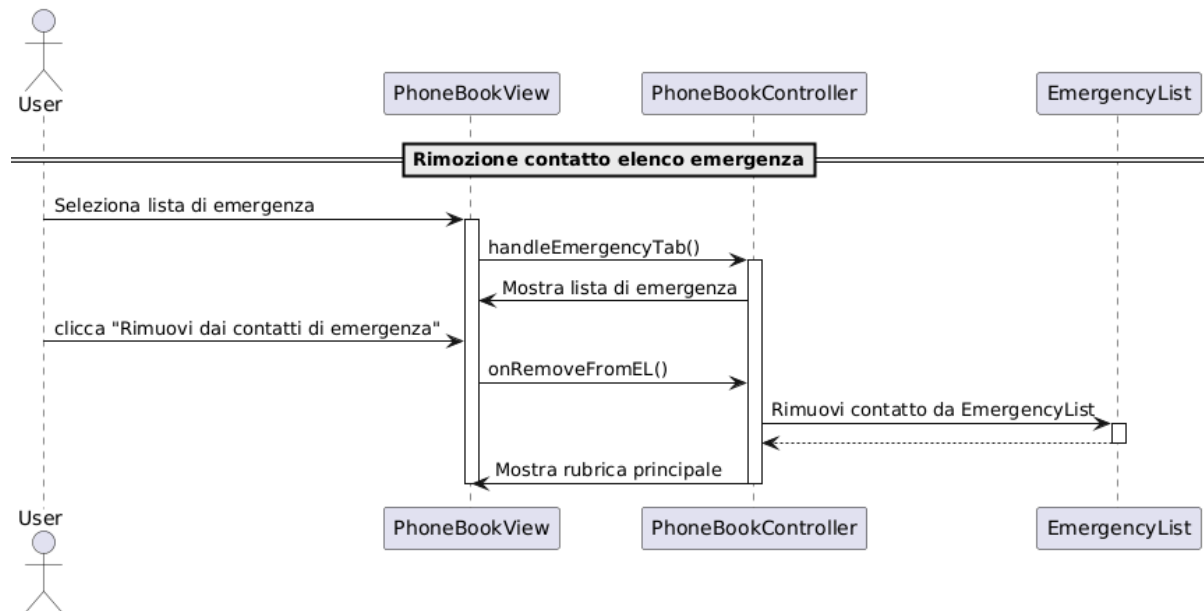 User
PhoneBookView
PhoneBookController
EmergencyList
Rimozione contatto elenco emergenza
Seleziona lista di emergenza
handleEmergencyTab()
Mostra lista di emergenza
clicca "Rimuovi dai contatti di emergenza"
onRemoveFromEL()
Rimuovi contatto da EmergencyList
Mostra rubrica principale
User
PhoneBookView
PhoneBookController
EmergencyList